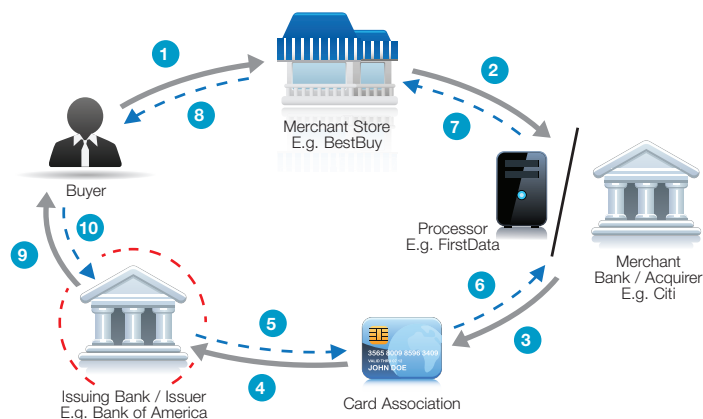 1
2
8
7
Merchant Store
E.g. BestBuy
Buyer
Processor
E.g. FirstData
Merchant
Bank / Acquirer
E.g. Citi
10
9
6
5
3
4
3565 8009 8596 3409
JOHN DOE
Issuing Bank / Issuer
E.g. Bank of America
Card Association